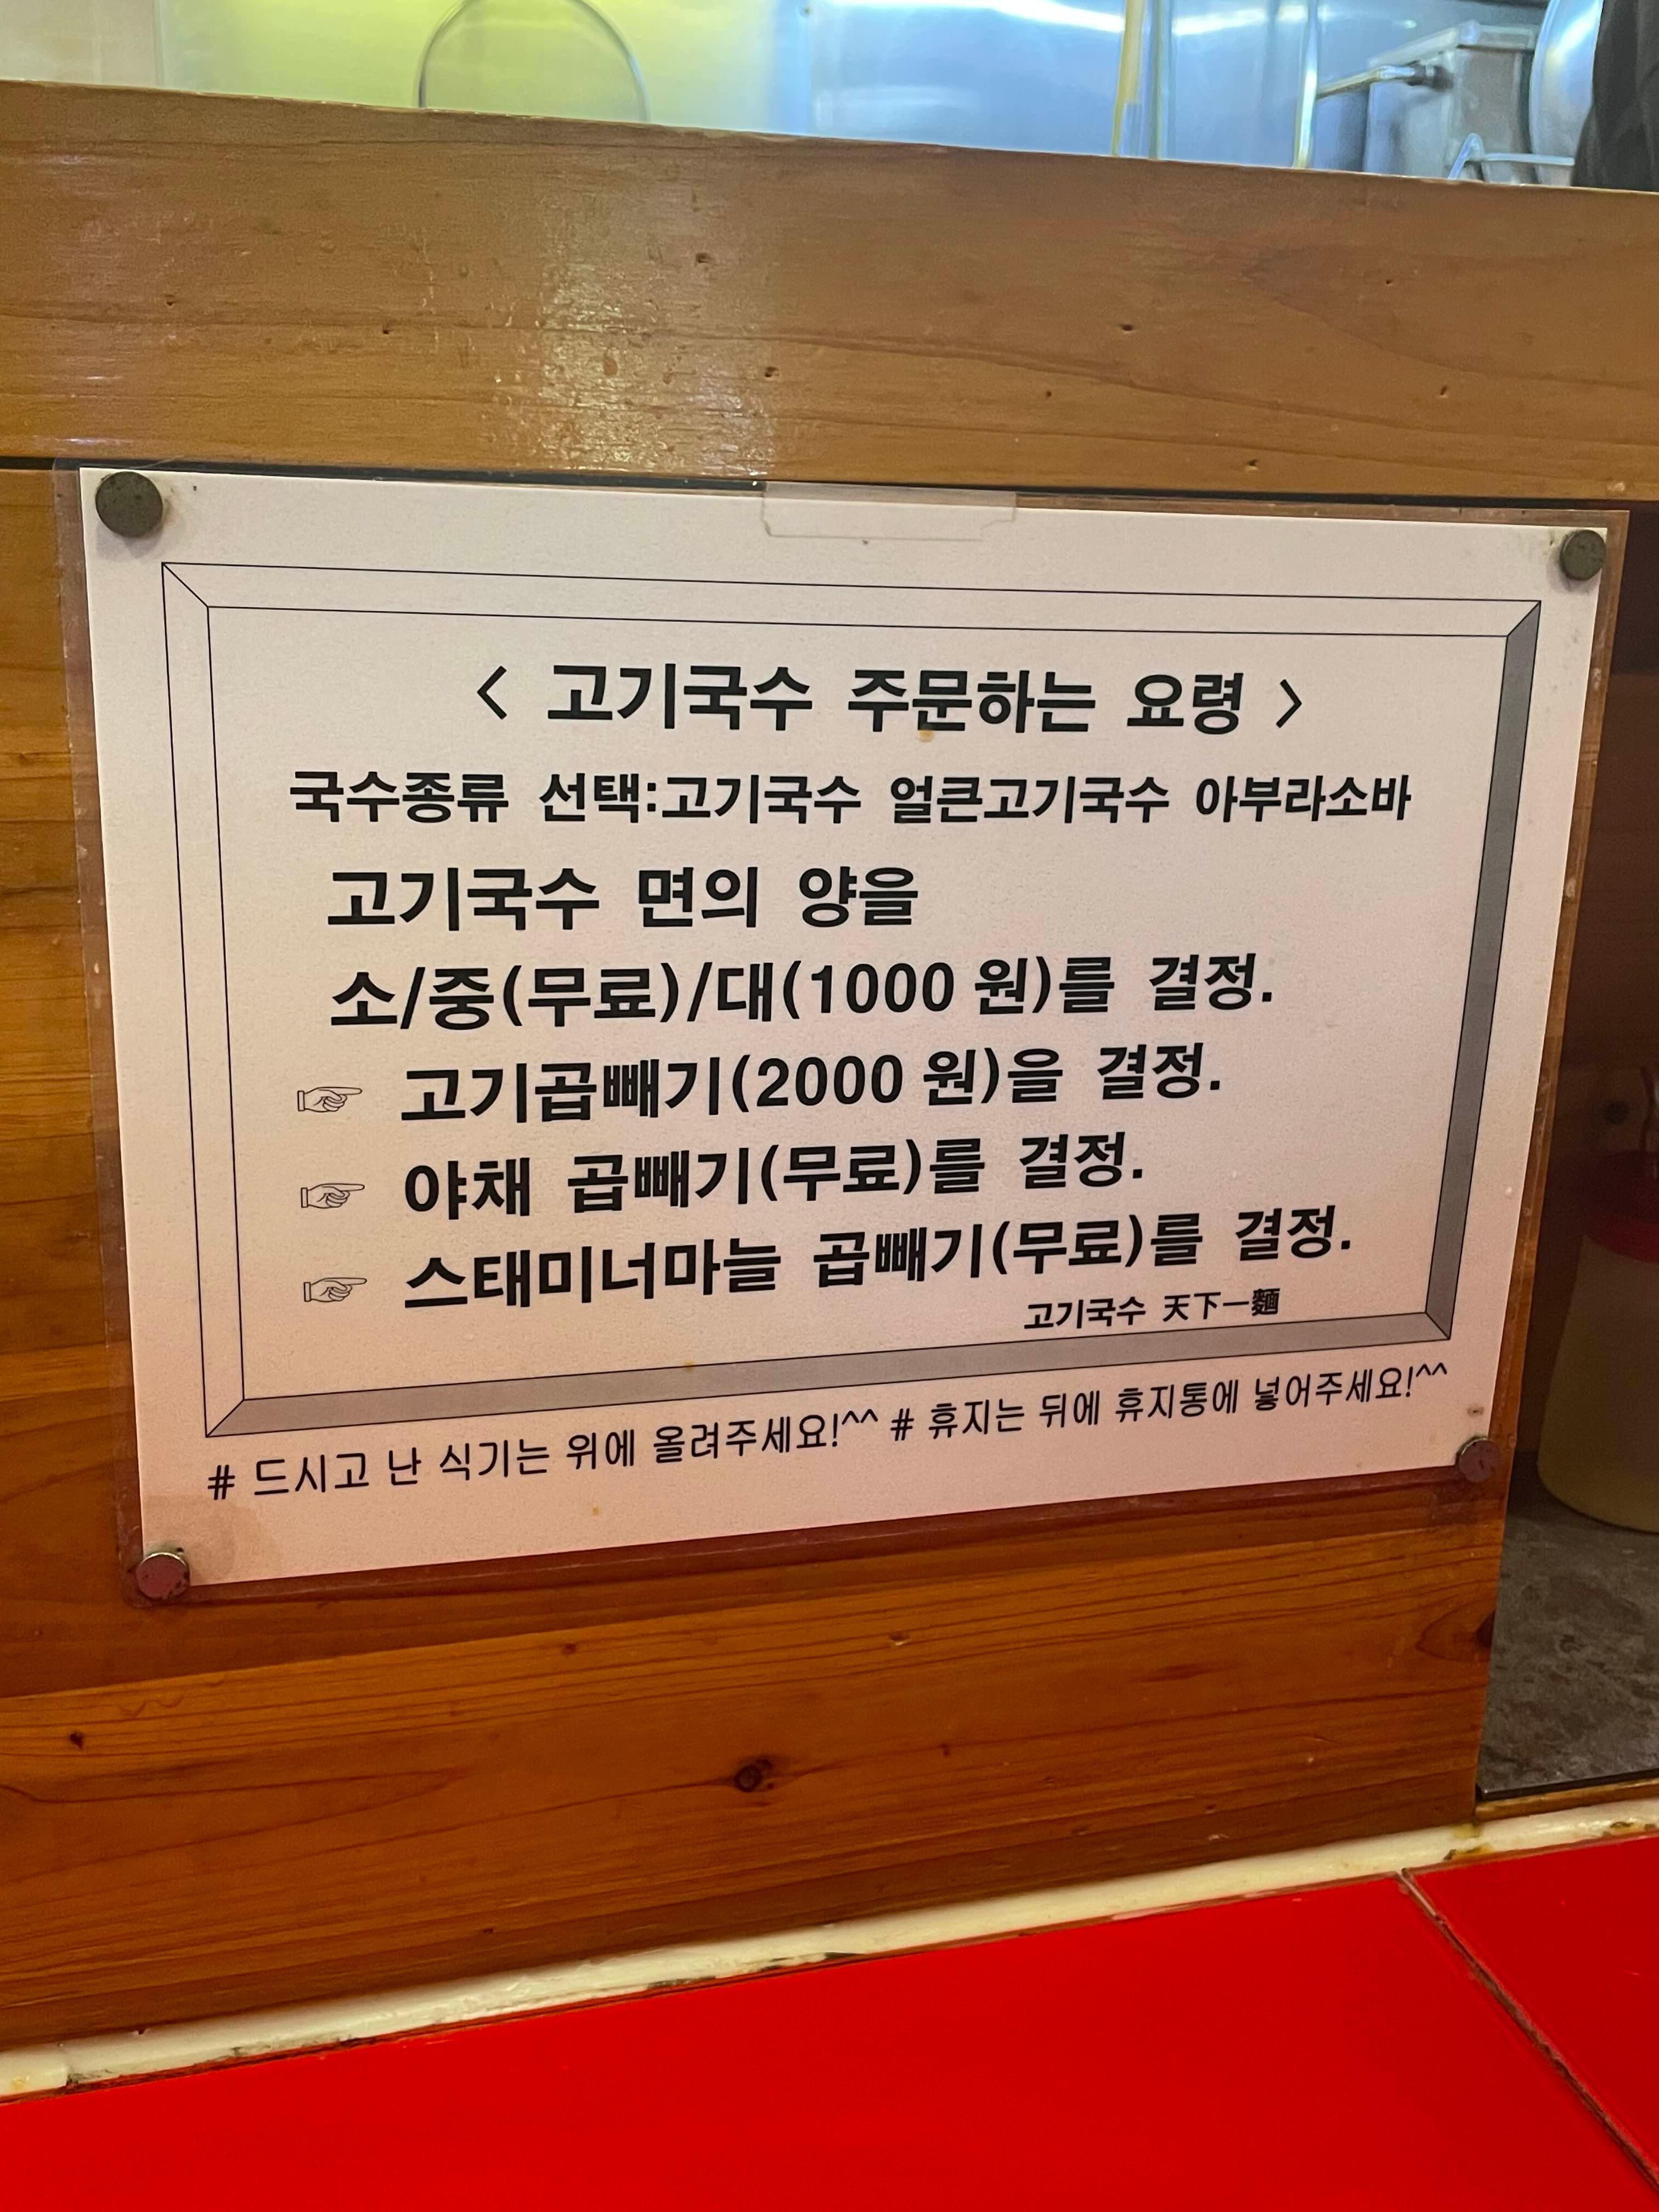 < 고기국수 주문하는 요령 >
국수종류 선택:고기국수 얼큰고기국수 아부라소바
고기국수 면의 양을
소/중(무료)/대(1000 원)를 결정.
☞ 고기곱빼기(2000 원)을 결정.
☞ 야채 곱빼기(무료)를 결정.
☞ 스태미너마늘 곱빼기(무료)를 결정.
고기국수 天下一麵
# 드시고 난 식기는 위에 올려주세요!^^ # 휴지는 뒤에 휴지통에 넣어주세요!^^